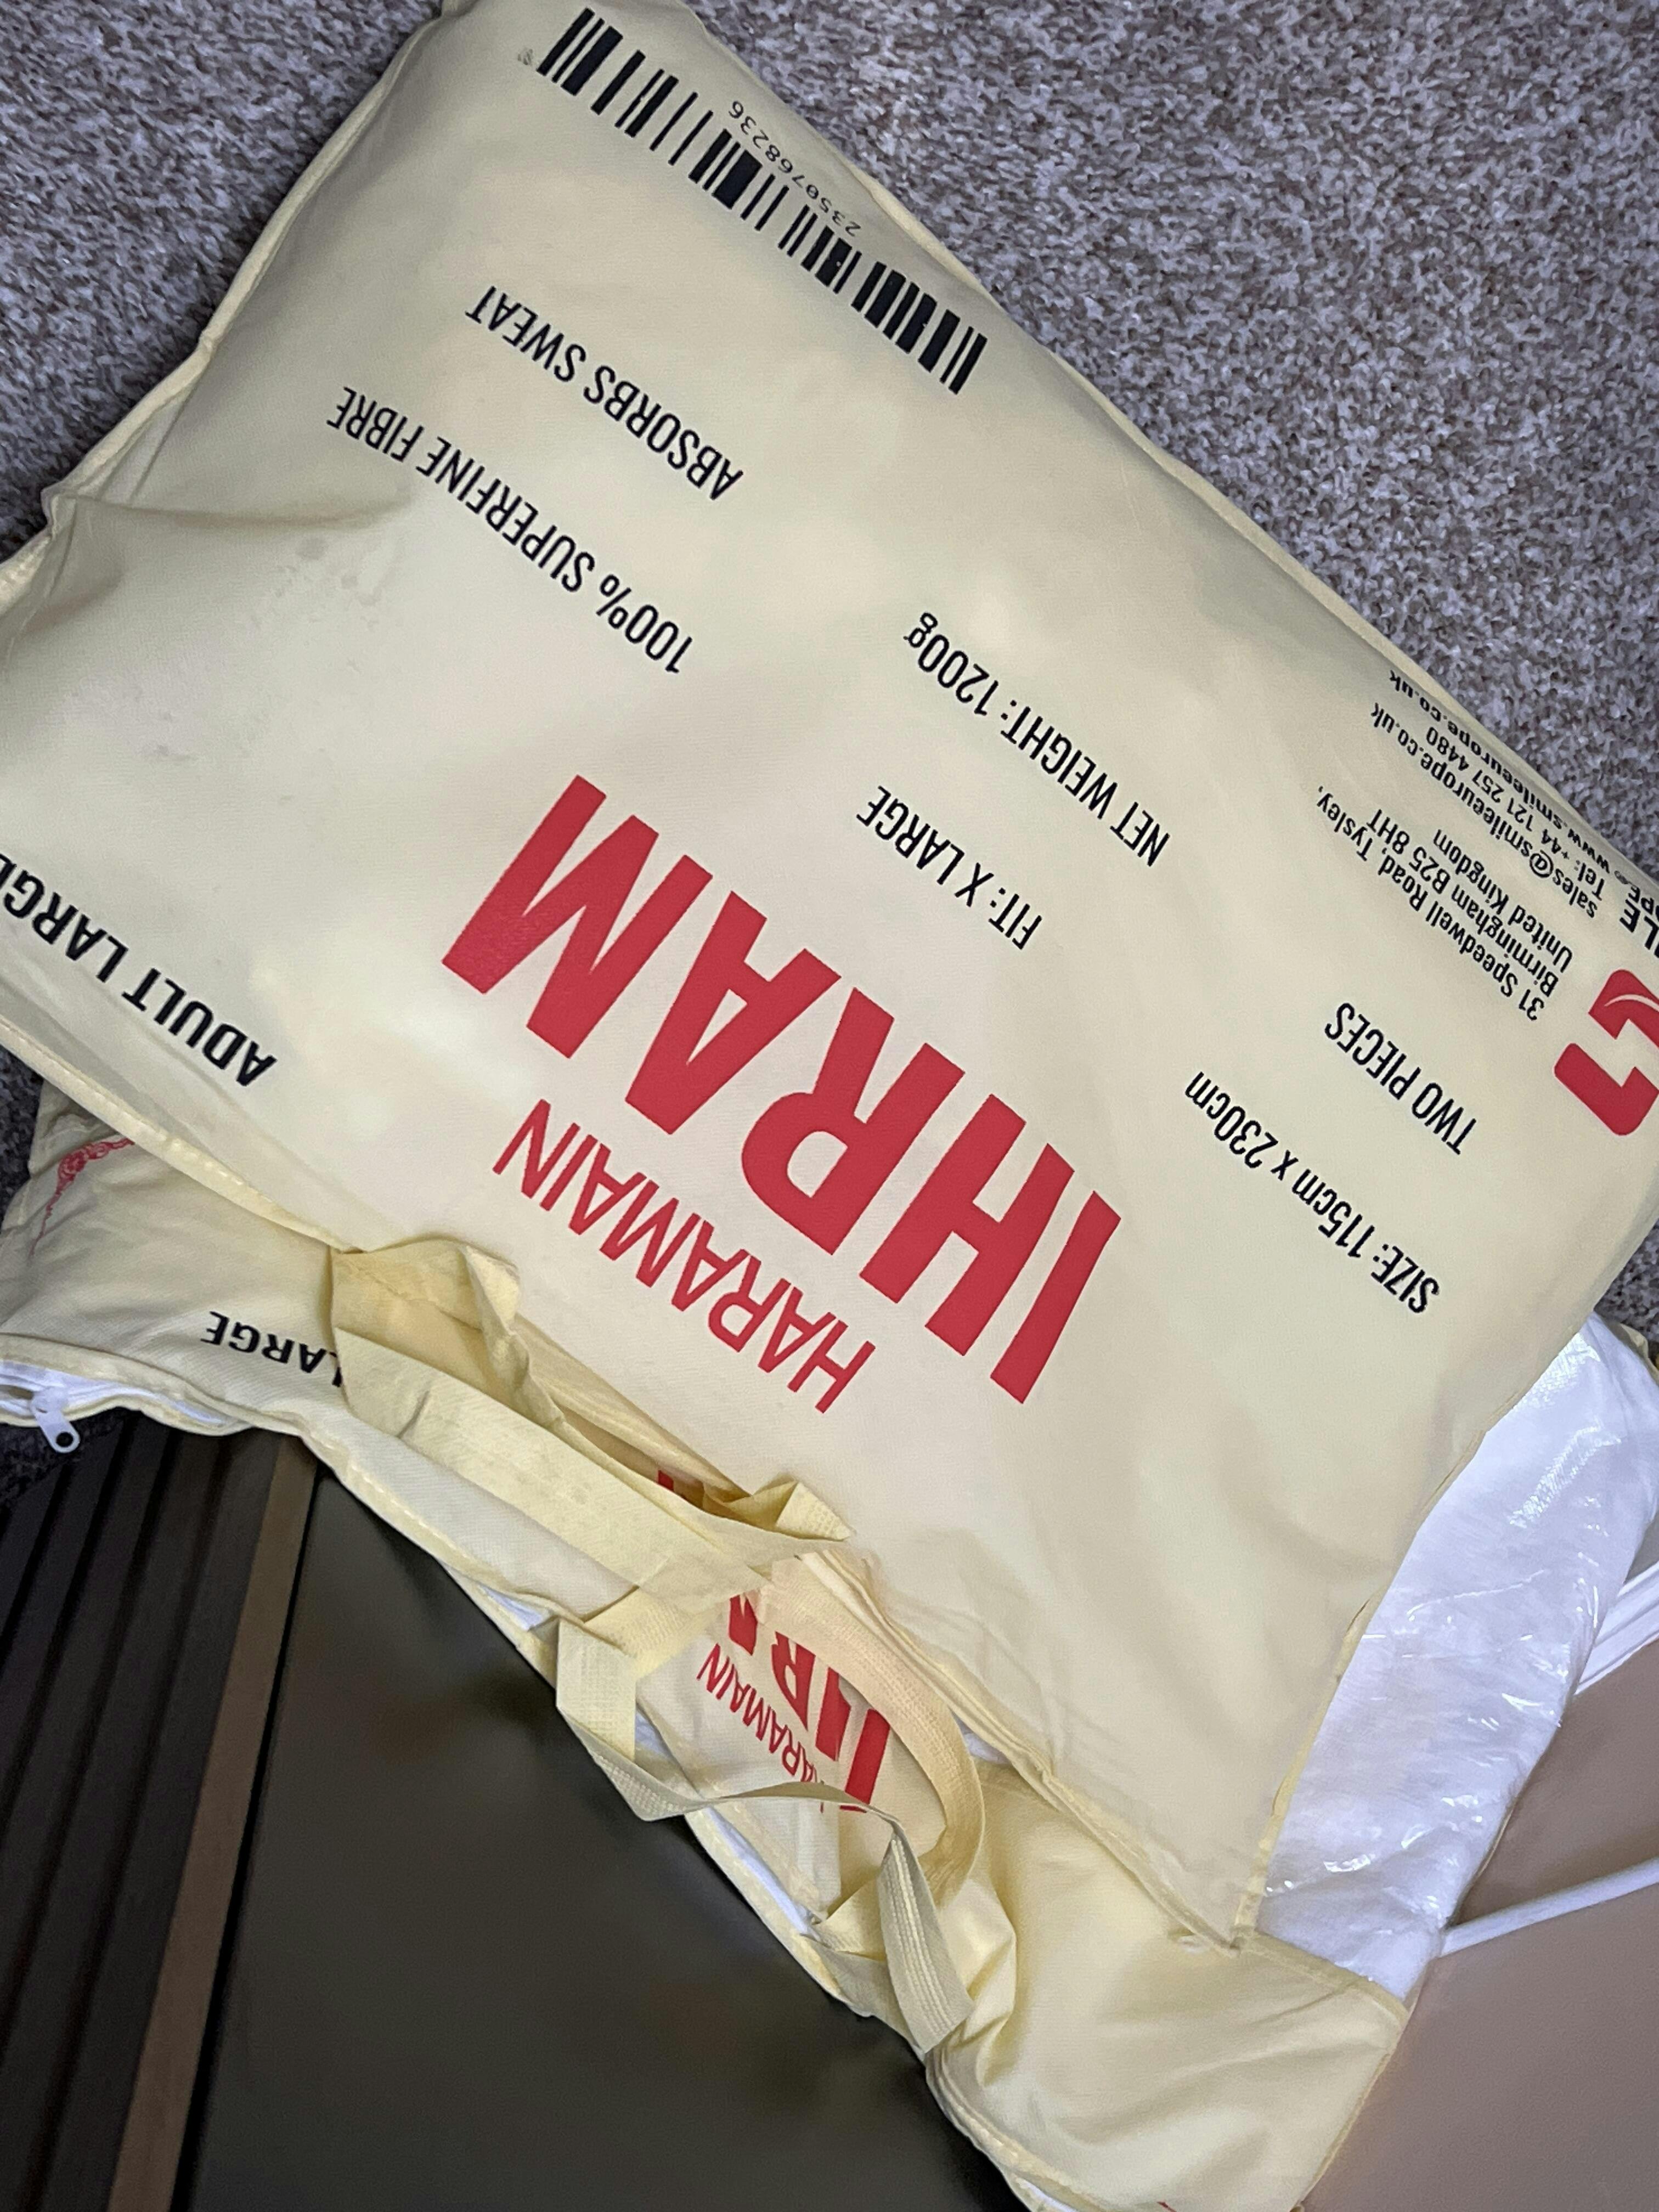 ADULT LARGE
HARAMAIN
IHRAM
SIZE: 115cm x 230cm
FIT: X LARGE
100% SUPERFINE FIBRE
TWO PIECES
NET WEIGHT: 1200g
ABSORBS SWEAT
31 Speedwell Road, Tysley,
Birmingham B25 8HT
United Kingdom
sales@smileeurope.co.uk
Tel: +44 121 257 4480
www.smileeurope.co.uk
2350768236
LARGE
HARAMAIN